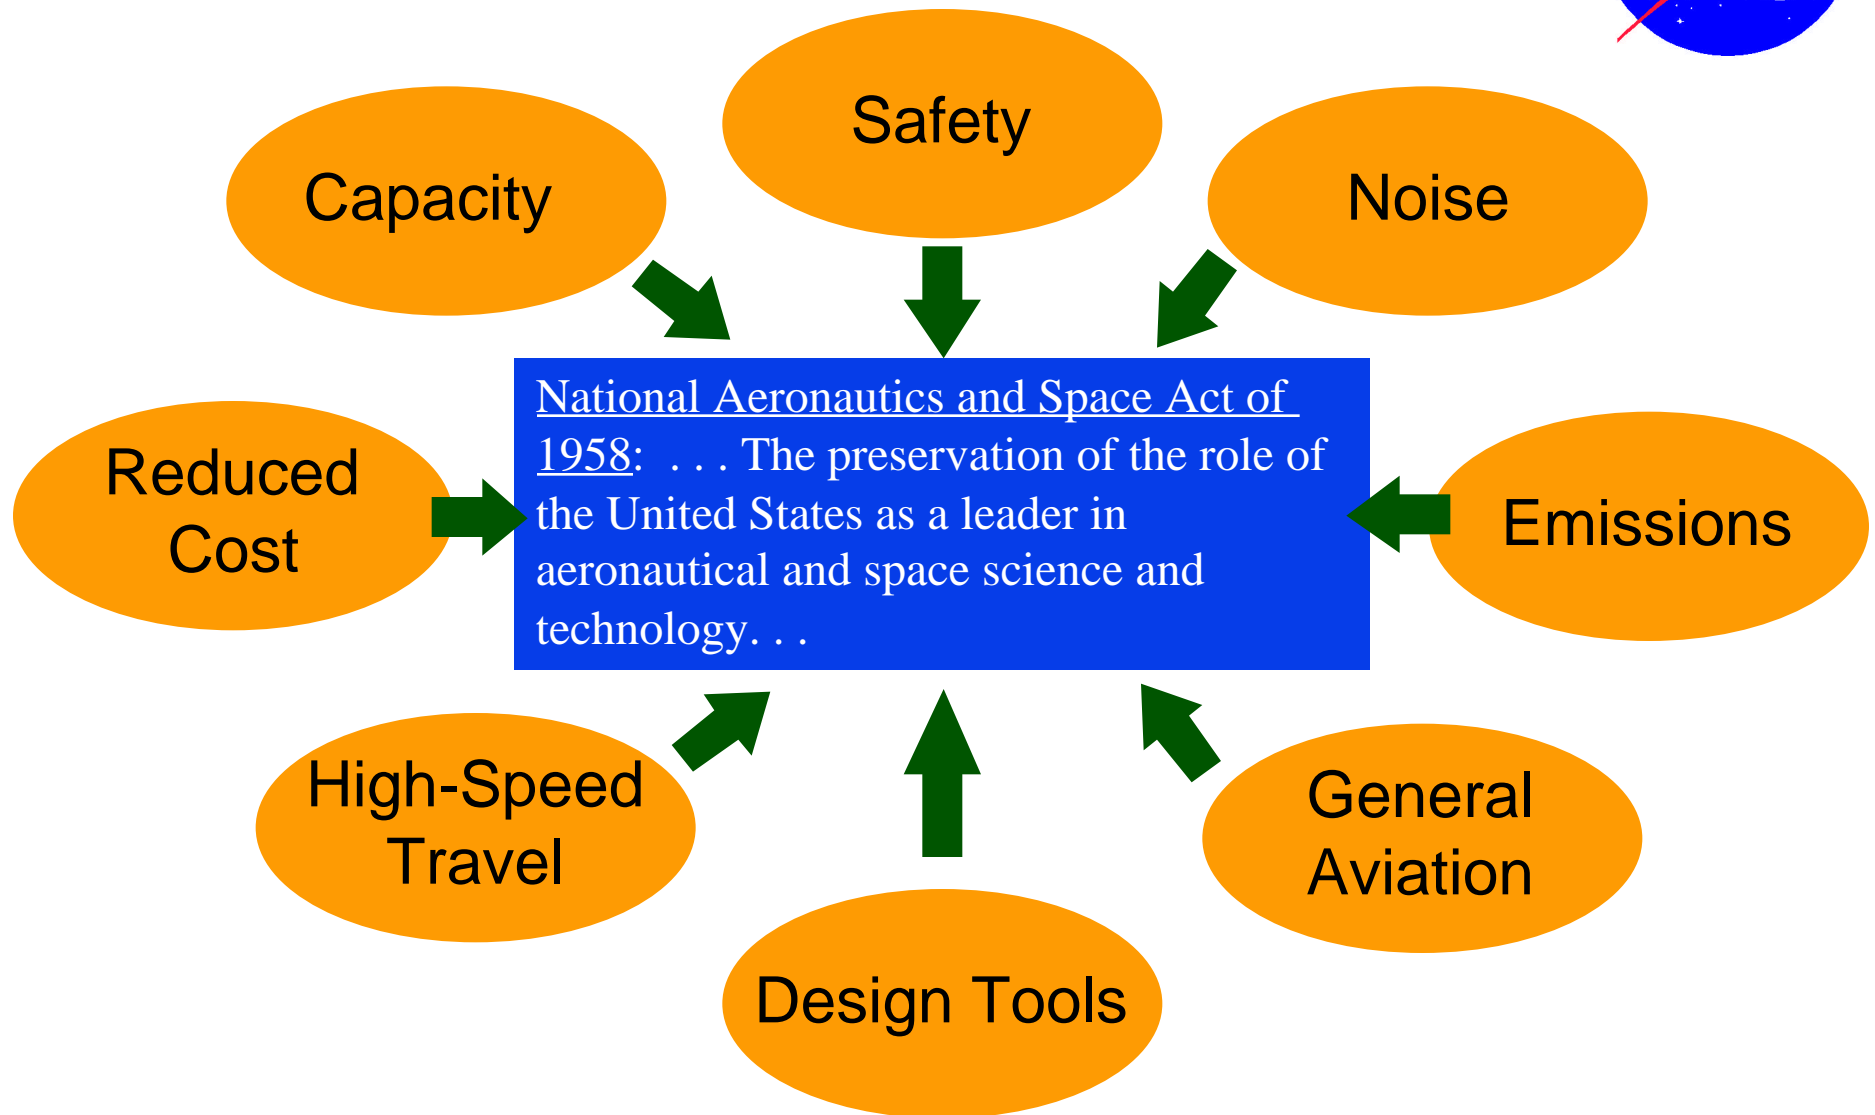 Safety
Capacity
Noise
National Aeronautics and Space Act of
1958:  . . . The preservation of the role of
the United States as a leader in
aeronautical and space science and
technology. . .
Reduced
Cost
Emissions
High-Speed
Travel
General
Aviation
Design Tools